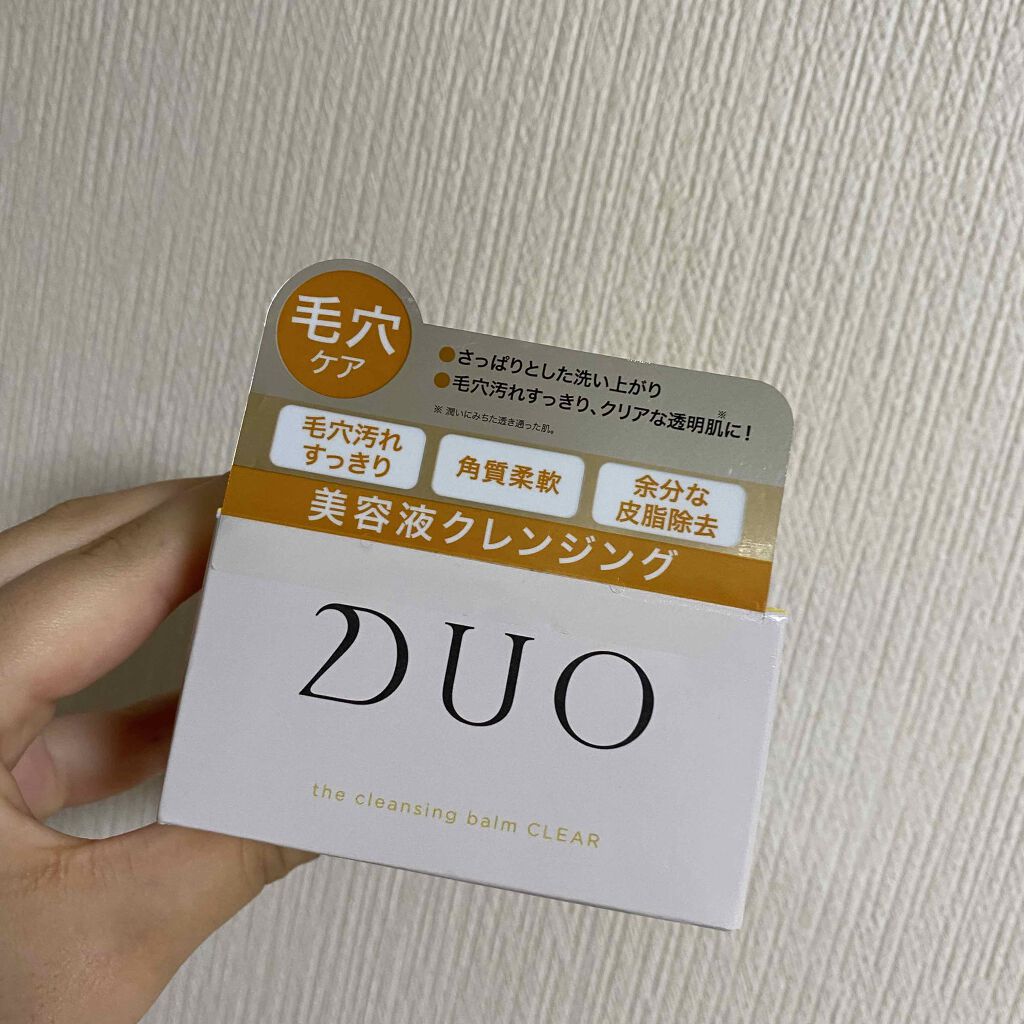 毛穴
ケア
●さっぱりとした洗い上がり
●毛穴汚れすっきり、クリアな透明肌※に!
※ 潤いにみちた透き通った肌。
毛穴汚れ
すっきり
角質柔軟
余分な
皮脂除去
美容液クレンジング
DUO
the cleansing balm CLEAR